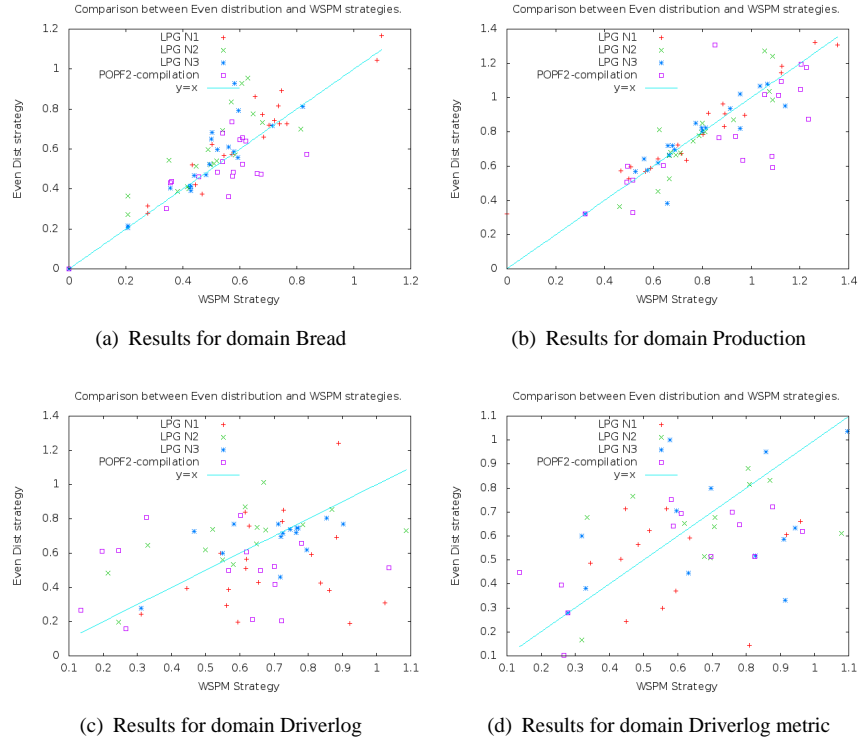 Comparison between Even distribution and WSPM strategies.
1.2
1
0.8
0.6
0.4
0.2
0
Even Dist strategy
LPG N1
LPG N2
LPG N3
POPF2-compilation
y=x
0 0.2 0.4 0.6 0.8 1 1.2
WSPM Strategy
(a) Results for domain Bread
Comparison between Even distribution and WSPM strategies.
1.4
1.2
1
0.8
0.6
0.4
0.2
0
Even Dist strategy
LPG N1
LPG N2
LPG N3
POPF2-compilation
y=x
0 0.2 0.4 0.6 0.8 1 1.2 1.4
WSPM Strategy
(b) Results for domain Production
Comparison between Even distribution and WSPM strategies.
1.4
1.2
1
0.8
0.6
0.4
0.2
0
Even Dist strategy
LPG N1
LPG N2
LPG N3
POPF2-compilation
y=x
0.1 0.2 0.3 0.4 0.5 0.6 0.7 0.8 0.9 1 1.1
WSPM Strategy
(c) Results for domain Driverlog
Comparison between Even distribution and WSPM strategies.
1.1
1
0.9
0.8
0.7
0.6
0.5
0.4
0.3
0.2
0.1
Even Dist strategy
LPG N1
LPG N2
LPG N3
POPF2-compilation
y=x
0.1 0.2 0.3 0.4 0.5 0.6 0.7 0.8 0.9 1 1.1
WSPM Strategy
(d) Results for domain Driverlog metric